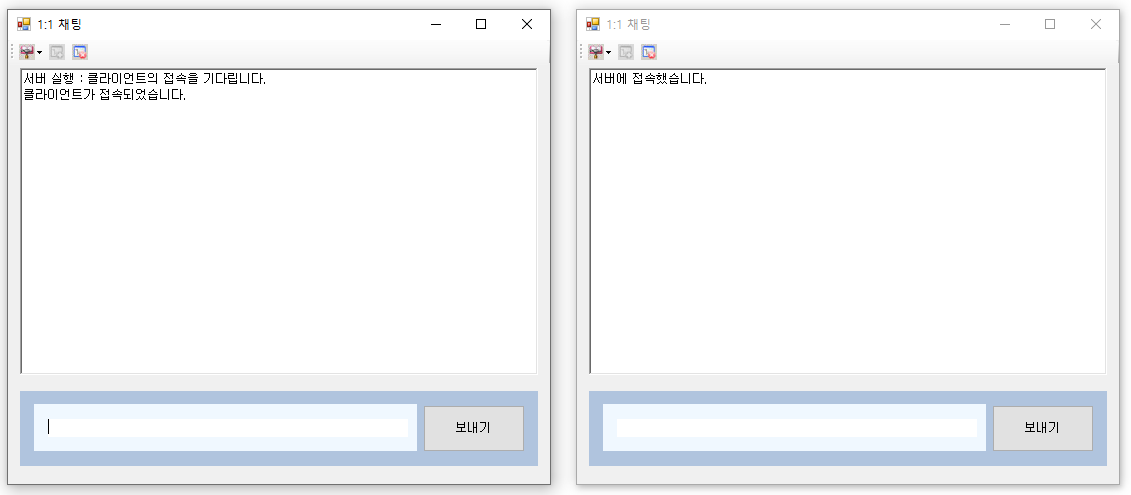 1:1 채팅
서버 실행 : 클라이언트의 접속을 기다립니다.
클라이언트가 접속되었습니다.
보내기
1:1 채팅
서버에 접속했습니다.
보내기